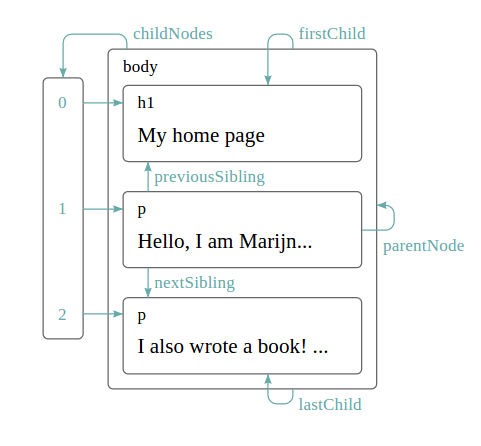 childNodes
firstChild
body
0
h1
My home page
previousSibling
1
p
Hello, I am Marijn...
parentNode
nextSibling
2
p
I also wrote a book! ...
lastChild